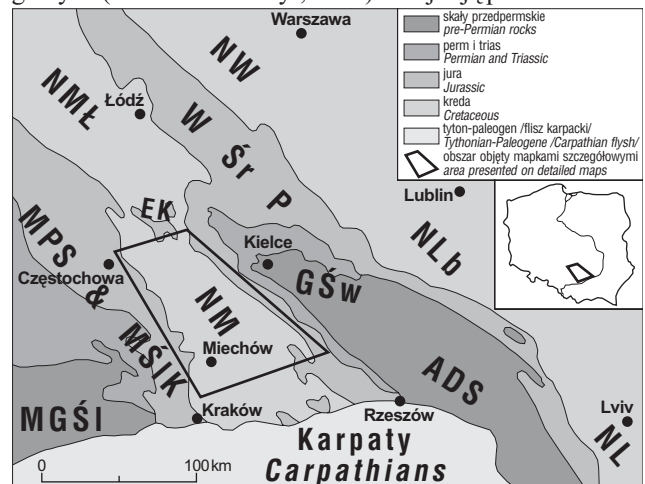 Warszawa
NW
NMŁ
Łódź
W Śr P
Lublin
NLb
EK
Kielce
MPS & MŚlK
Częstochowa
GŚw
NM
Miechów
ADS
MGŚl
Kraków
Rzeszów
Lviv
NL
Karpaty
Carpathians
0
100 km
skały przedpermskie
pre-Permian rocks
perm i trias
Permian and Triassic
jura
Jurassic
kreda
Cretaceous
tyton-paleogen /flisz karpacki/
Tythonian-Paleogene /Carpathian flysh/
obszar objęty mapkami szczegółowymi
area presented on detailed maps